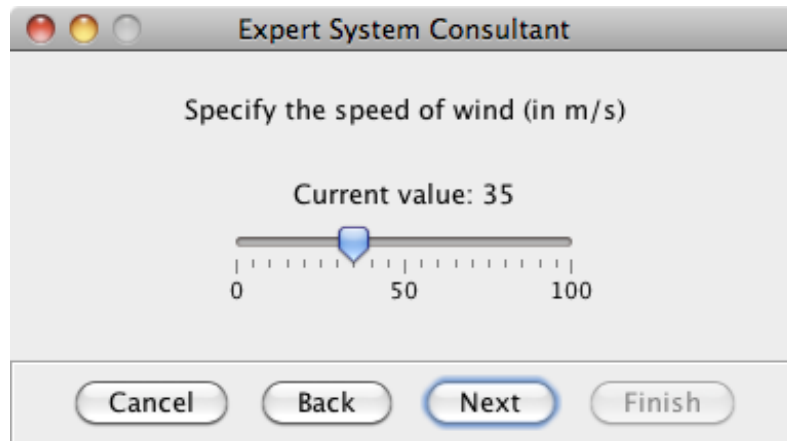 Expert System Consultant
Specify the speed of wind (in m/s)
Current value: 35
0 50 100
Cancel Back Next Finish